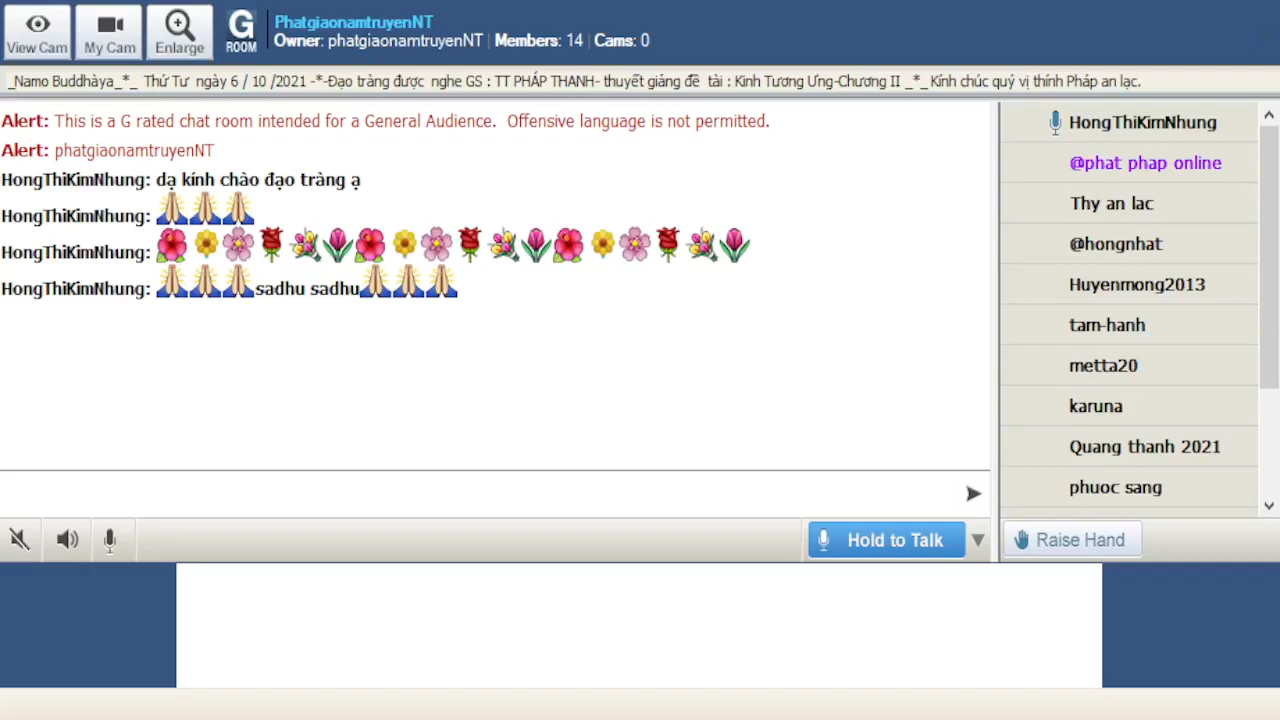 View Cam
My Cam
Enlarge
G
ROOM
PhatgiaonamtruyenNT
Owner: phatgiaonamtruyenNT | Members: 14 | Cams: 0
_Namo Buddhàya_*_ Thứ Tư ngày 6 / 10 /2021 -*-Đạo tràng được nghe GS : TT PHÁP THANH- thuyết giảng đề tài : Kinh Tương Ưng-Chương II _*_ Kính chúc quý vị thính Pháp an lạc.
Alert: This is a G rated chat room intended for a General Audience. Offensive language is not permitted.
Alert: phatgiaonamtruyenNT
HongThiKimNhung: dạ kính chào đạo tràng ạ
HongThiKimNhung: 🙏🙏🙏
HongThiKimNhung: 🌺🌼🌸🌹💐🌷🌺🌼🌸🌹💐🌷🌺🌼🌸🌹💐🌷
HongThiKimNhung: 🙏🙏🙏sadhu sadhu🙏🙏🙏
HongThiKimNhung
@phat phap online
Thy an lac
@hongnhat
Huyenmong2013
tam-hanh
metta20
karuna
Quang thanh 2021
phuoc sang
Hold to Talk
Raise Hand